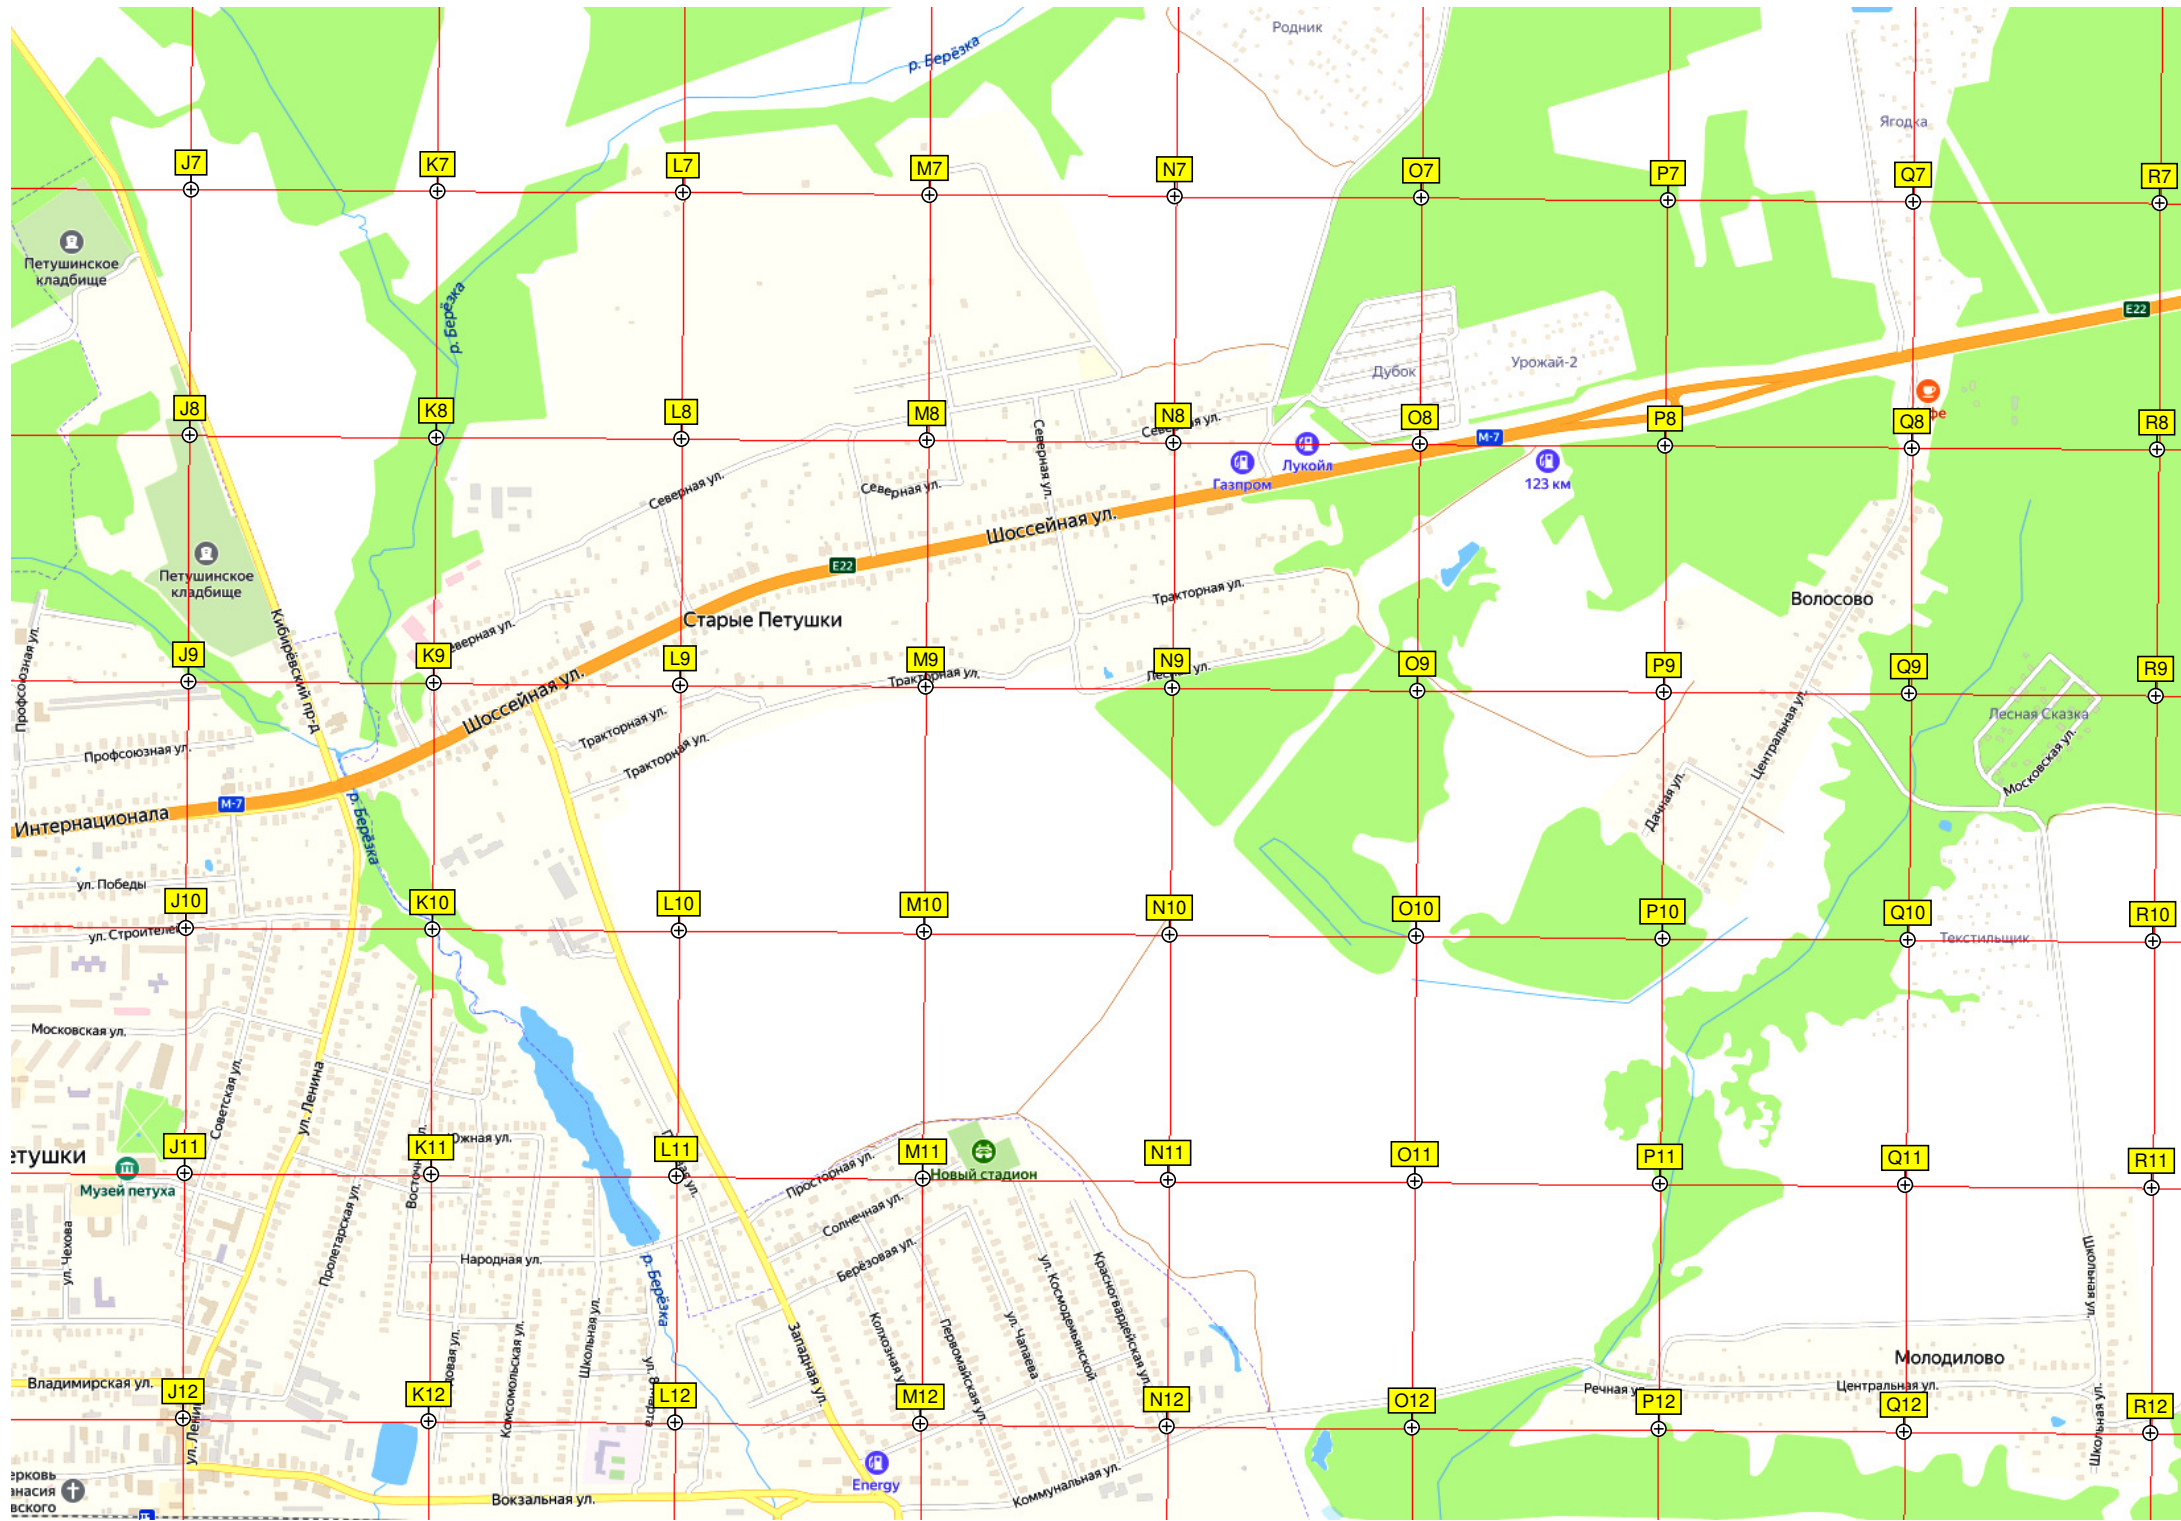 Родник
р. Берёзка
Ягодка
J7
K7
L7
M7
N7
O7
P7
Q7
R7
Петушинское
кладбище
р. Берёзка
E22
Урожай-2
Дубок
J8
K8
L8
M8
N8
O8
P8
Q8
R8
Северная ул.
М-7
Лукойл
Газпром
123 км
Северная ул.
Северная ул.
Северная ул.
Шоссейная ул.
E22
Петушинское
кладбище
Тракторная ул.
Волосово
Старые Петушки
Кибирёвский пр-д
Профсоюзная ул.
J9
K9
L9
M9
N9
O9
P9
Q9
R9
Тракторная ул.
Шоссейная ул.
Лесная Сказка
Московская ул.
Центральная ул.
Тракторная ул.
Тракторная ул.
Профсоюзная ул.
Дачная ул.
М-7
Интернационала
р. Берёзка
ул. Победы
J10
K10
L10
M10
N10
O10
P10
Q10
R10
Текстильщик
Московская ул.
Советская ул.
ул. Ленина
Южная ул.
J11
K11
L11
M11
N11
O11
P11
Q11
R11
Музей петуха
Новый стадион
Просторная ул.
Солнечная ул.
Берёзовая ул.
Народная ул.
ул. Чехова
Пролетарская ул.
р. Берёзка
Школьная ул.
Комсомольская ул.
Западная ул.
Первомайская ул.
ул. Чапаева
ул. Космодемьянской
Красногвардейская ул.
Школьная ул.
Молодилово
Центральная ул.
Владимирская ул.
J12
K12
L12
M12
N12
O12
P12
Q12
R12
Школьная ул.
Energy
Вокзальная ул.
Коммунальная ул.